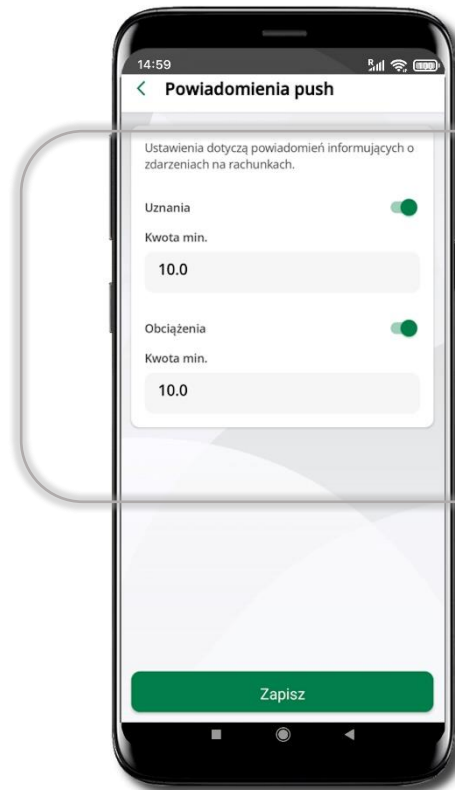 14:59
Powiadomienia push
Ustawienia dotyczą powiadomień informujących o
zdarzeniach na rachunkach.
Uznania
Kwota min.
10.0
Obciążenia
Kwota min.
10.0
Zapisz